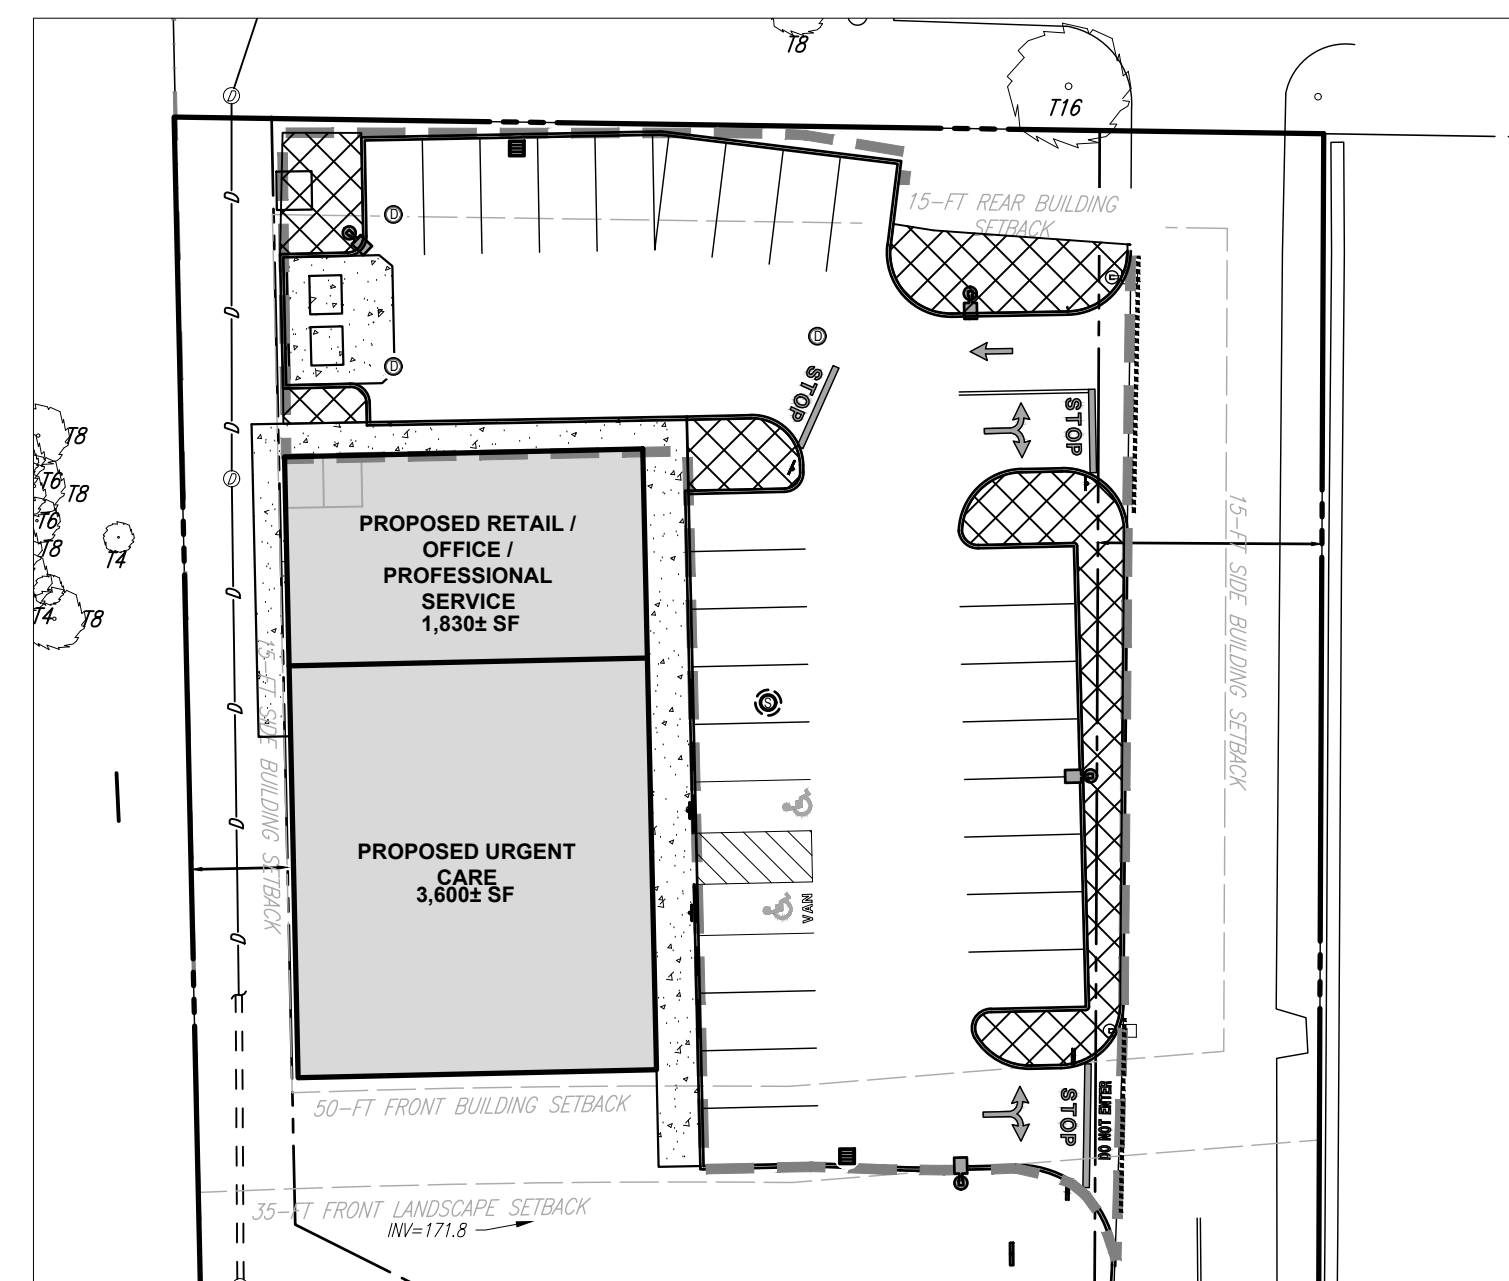 T8
T16
D
D
D
15-FT REAR BUILDING
SETBACK
D
D
D
STOP
STOP
D
D
T8
T6
T8
T6
T8
T4
T4
T8
D
PROPOSED RETAIL /
OFFICE /
PROFESSIONAL
SERVICE
1,830± SF
15-FT SIDE BUILDING SETBACK
15-FT SIDE BUILDING SETBACK
D
S
D
PROPOSED URGENT
CARE
3,600± SF
VAN
D
50-FT FRONT BUILDING SETBACK
STOP
DO NOT ENTER
35-FT FRONT LANDSCAPE SETBACK
INV=171.8